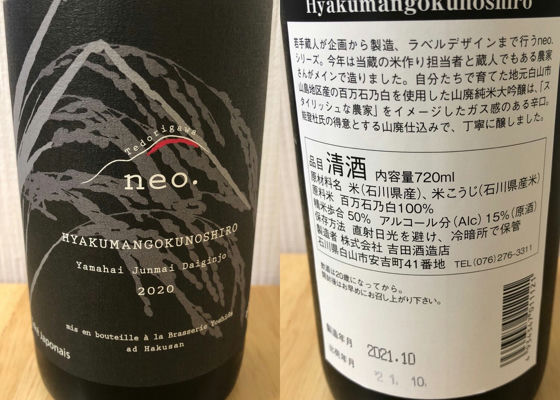 Tedorigawa
neo.
HYAKUMANGOKUNOSHIRO
Yamahai Junmai Daiginjo
2020
mis en bouteille à la Brasserie Yoshida
ad Hakusan
japonais
Hyakumangokunoshiro
若手蔵人が企画から製造、ラベルデザインまで行うneo.
シリーズ。今年は当蔵の米作り担当者と蔵人でもある農家
さんがメインで造りました。自分たちで育てた地元白山市
山島地区産の百万石乃白を使用した山廃純米大吟醸は、「ス
タイリッシュな農家」をイメージしたガス感のある辛口。
能登杜氏の得意とする山廃仕込みで、丁寧に醸しました。
品目 清酒 内容量720ml
原材料名 米(石川県産)、米こうじ(石川県産米)
原料米 百万石乃白100%
精米歩合 50% アルコール分(Alc) 15%(原酒)
保存方法 直射日光を避け、冷暗所で保管
製造者 株式会社 吉田酒造店
石川県白山市安吉町41番地 TEL(076)276-3311
飲酒は20歳になってから。
開封後はお早めにお召し上がり下さい。
製造年月 2021.10
出荷年月 21.10